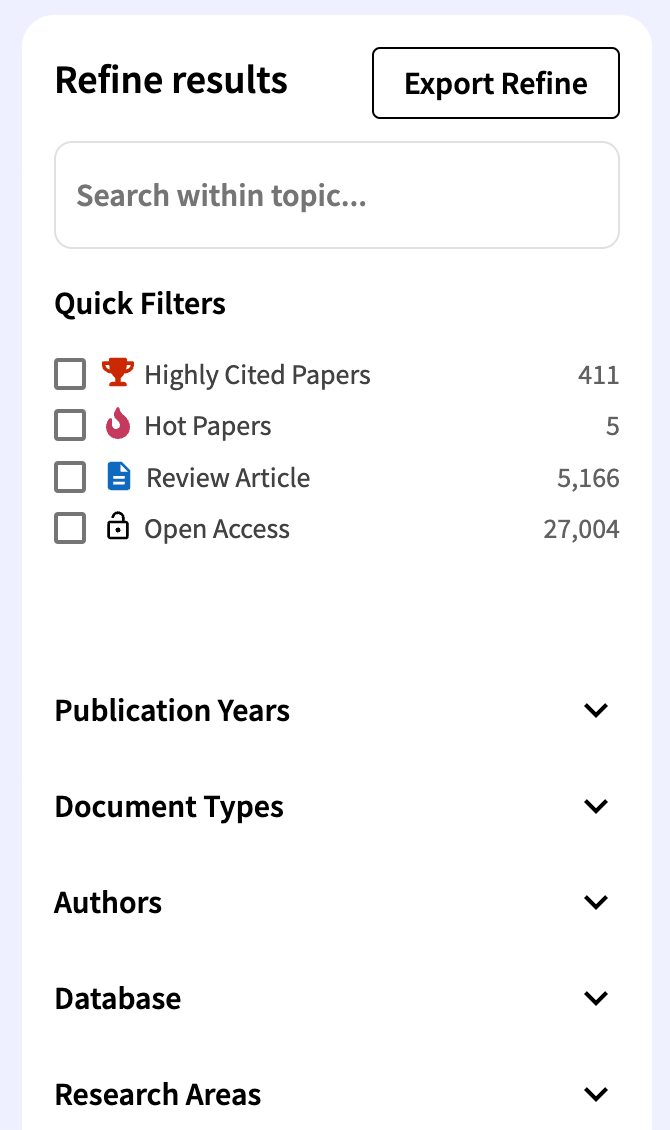 Refine results
Export Refine
Search within topic...
Quick Filters
Highly Cited Papers 411
Hot Papers 5
Review Article 5,166
Open Access 27,004
Publication Years
Document Types
Authors
Database
Research Areas